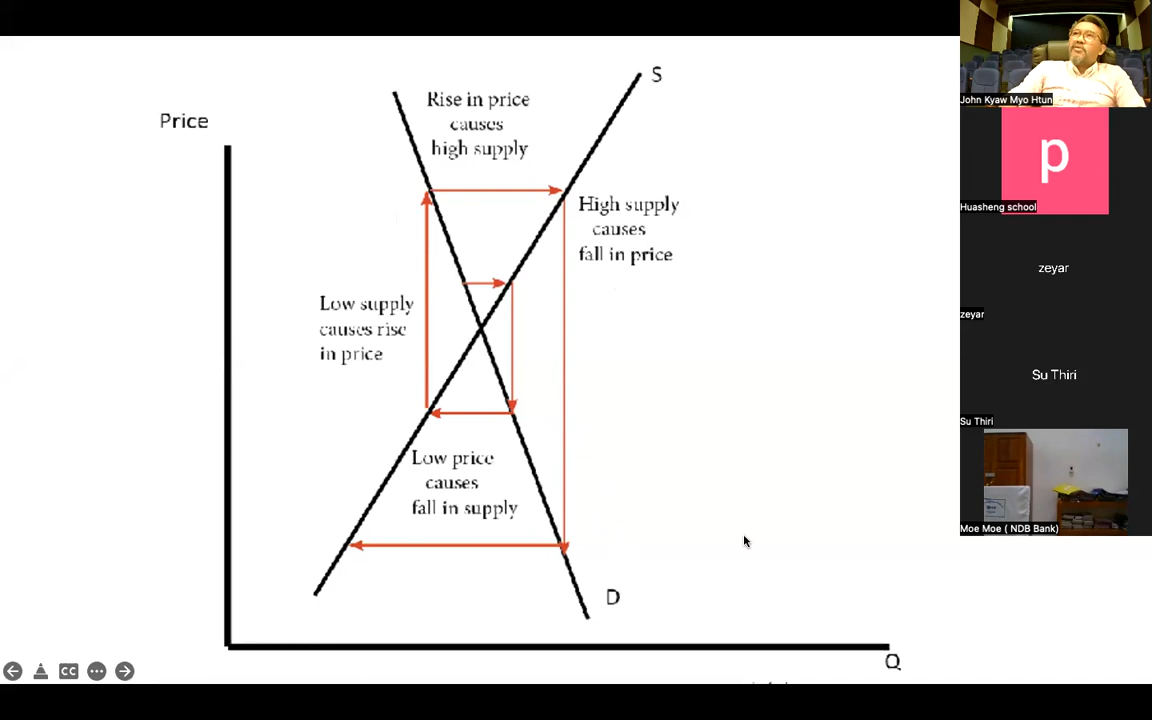 S
Rise in price
causes
high supply
Price
High supply
causes
fall in price
Low supply
causes rise
in price
Low price
causes
fall in supply
D
Q
CC
John Kyaw Myo Htun
p
Huasheng school
zeyar
zeyar
Su Thiri
Su Thiri
Moe Moe ( NDB Bank)